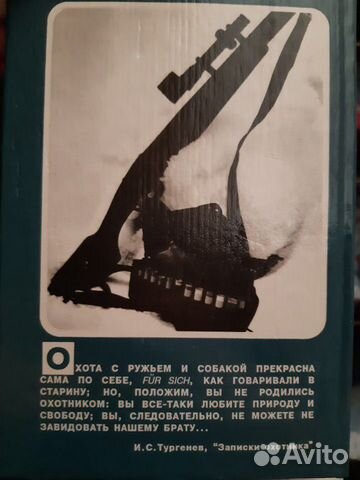 ОХОТА С РУЖЬЕМ И СОБАКОЙ ПРЕКРАСНА
САМА ПО СЕБЕ, FÜR SICH, КАК ГОВАРИВАЛИ В
СТАРИНУ; НО, ПОЛОЖИМ, ВЫ НЕ РОДИЛИСЬ
ОХОТНИКОМ: ВЫ ВСЕ-ТАКИ ЛЮБИТЕ ПРИРОДУ И
СВОБОДУ; ВЫ, СЛЕДОВАТЕЛЬНО, НЕ МОЖЕТЕ НЕ
ЗАВИДОВАТЬ НАШЕМУ БРАТУ...
И.С.Тургенев, "Записки охотника"
Avito